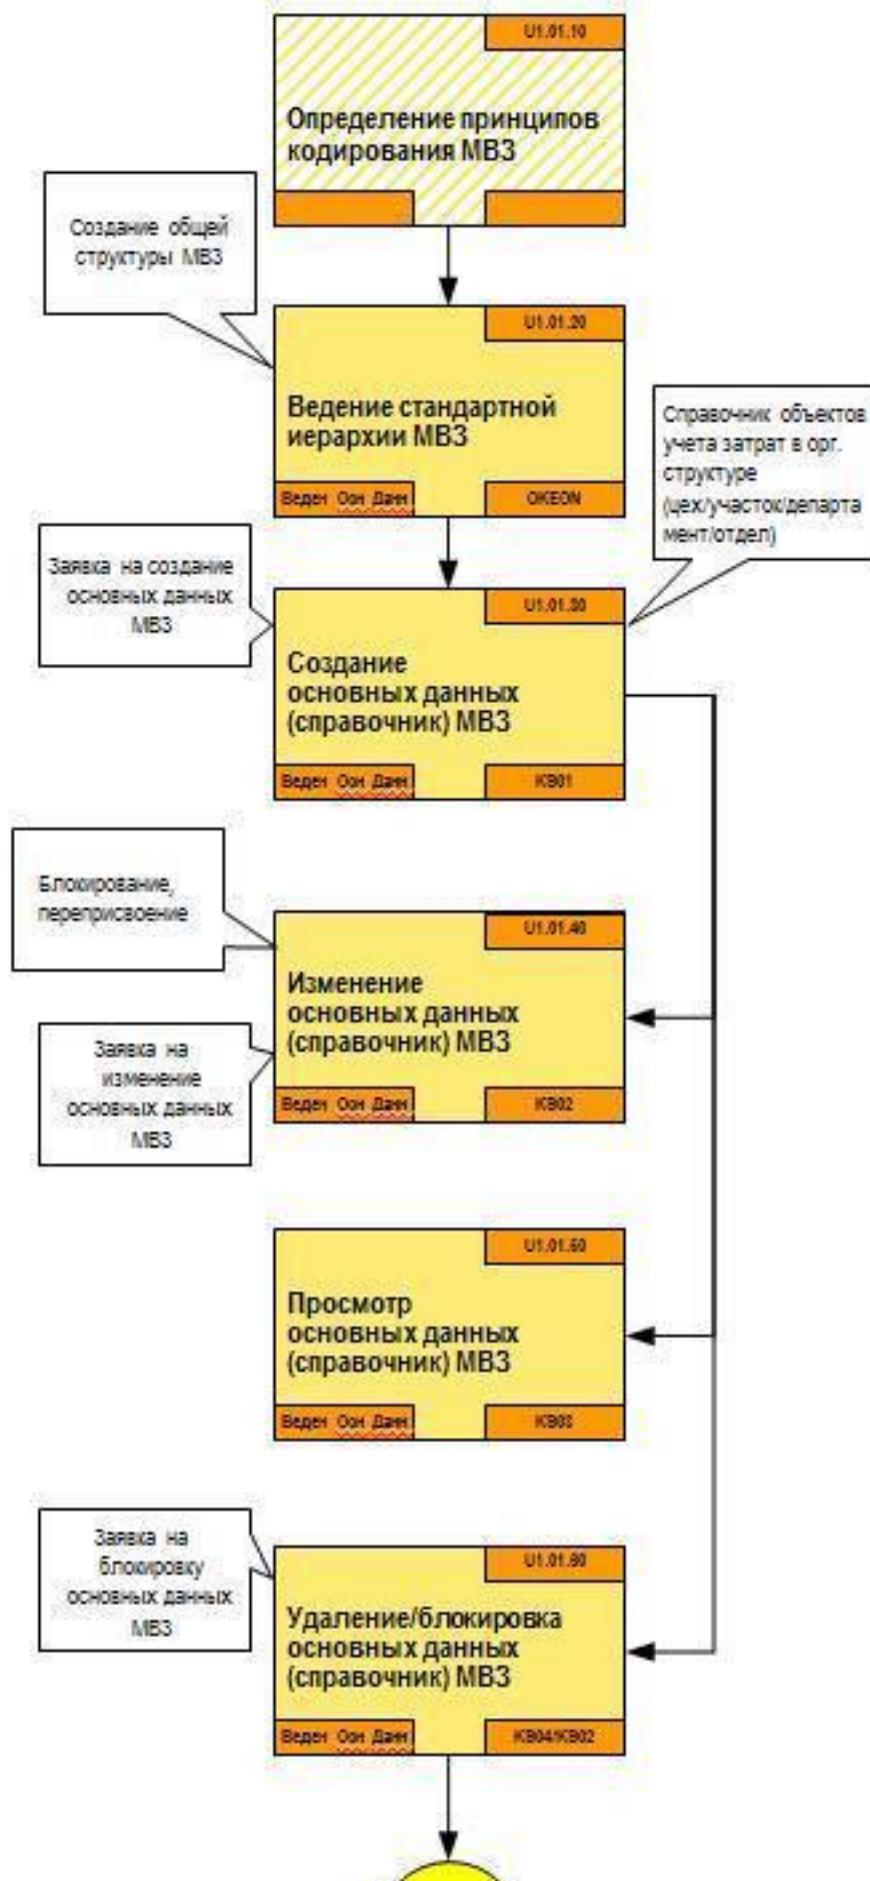 U1.01.10
Определение принципов
кодирования МВЗ
Создание общей
структуры МВЗ
U1.01.20
Ведение стандартной
иерархии МВЗ
Веден Осн Данн
OKEON
Справочник объектов
учета затрат в орг.
структуре
(цех/участок/департа
мент/отдел)
Заявка на создание
основных данных
МВЗ
U1.01.30
Создание
основных данных
(справочник) МВЗ
Веден Осн Данн
KS01
Блокирование,
переприсвоение
U1.01.40
Изменение
основных данных
(справочник) МВЗ
Заявка на
изменение
основных данных
МВЗ
Веден Осн Данн
KS02
U1.01.50
Просмотр
основных данных
(справочник) МВЗ
Веден Осн Данн
KS03
Заявка на
блокировку
основных данных
МВЗ
U1.01.60
Удаление/блокировка
основных данных
(справочник) МВЗ
Веден Осн Данн
KS04/KS02